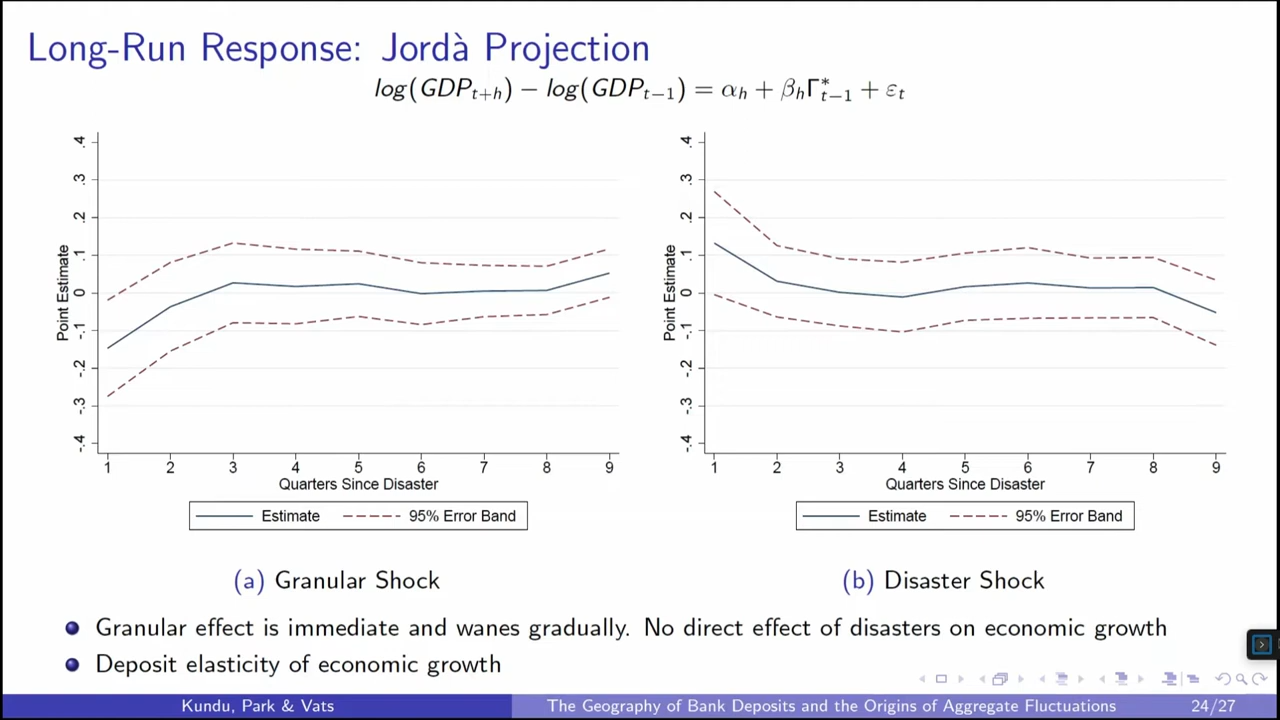 Long-Run Response: Jordà Projection
log(GDPₜ₊ₕ) − log(GDPₜ₋₁) = αₕ + βₕΓ*ₜ₋₁ + εₜ
Point Estimate
.4
.3
.2
.1
0
-.1
-.2
-.3
-.4
1 2 3 4 5 6 7 8 9
Quarters Since Disaster
Estimate 95% Error Band
(a) Granular Shock
Point Estimate
.4
.3
.2
.1
0
-.1
-.2
-.3
-.4
1 2 3 4 5 6 7 8 9
Quarters Since Disaster
Estimate 95% Error Band
(b) Disaster Shock
Granular effect is immediate and wanes gradually. No direct effect of disasters on economic growth
Deposit elasticity of economic growth
Kundu, Park & Vats The Geography of Bank Deposits and the Origins of Aggregate Fluctuations 24/27